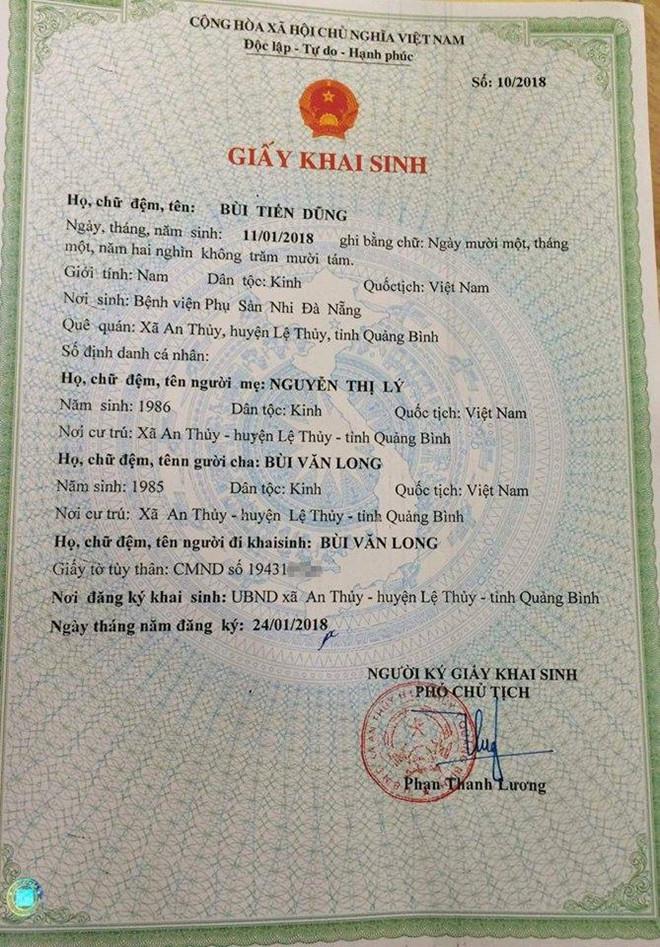 CỘNG HÒA XÃ HỘI CHỦ NGHĨA VIỆT NAM
Độc lập - Tự do - Hạnh phúc
Số: 10/2018
GIẤY KHAI SINH
Họ, chữ đệm, tên: BÙI TIẾN DŨNG
Ngày, tháng, năm sinh: 11/01/2018 ghi bằng chữ: Ngày mười một, tháng
một, năm hai nghìn không trăm mười tám.
Giới tính: Nam Dân tộc: Kinh Quốctịch: Việt Nam
Nơi sinh: Bệnh viện Phụ Sản Nhi Đà Nẵng
Quê quán: Xã An Thủy, huyện Lệ Thủy, tỉnh Quảng Bình
Số định danh cá nhân:
Họ, chữ đệm, tên người mẹ: NGUYỄN THỊ LÝ
Năm sinh: 1986 Dân tộc: Kinh Quốc tịch: Việt Nam
Nơi cư trú: Xã An Thủy - huyện Lệ Thủy - tỉnh Quảng Bình
Họ, chữ đệm, tênn gười cha: BÙI VĂN LONG
Năm sinh: 1985 Dân tộc: Kinh Quốc tịch: Việt Nam
Nơi cư trú: Xã An Thủy - huyện Lệ Thủy - tỉnh Quảng Bình
Họ, chữ đệm, tên người đi khaisinh: BÙI VĂN LONG
Giấy tờ tùy thân: CMND số 19431
Nơi đăng ký khai sinh: UBND xã An Thủy - huyện Lệ Thủy - tỉnh Quảng Bình
Ngày tháng năm đăng ký: 24/01/2018
NGƯỜI KÝ GIẤY KHAI SINH
PHÓ CHỦ TỊCH
Phạn Thanh Lương